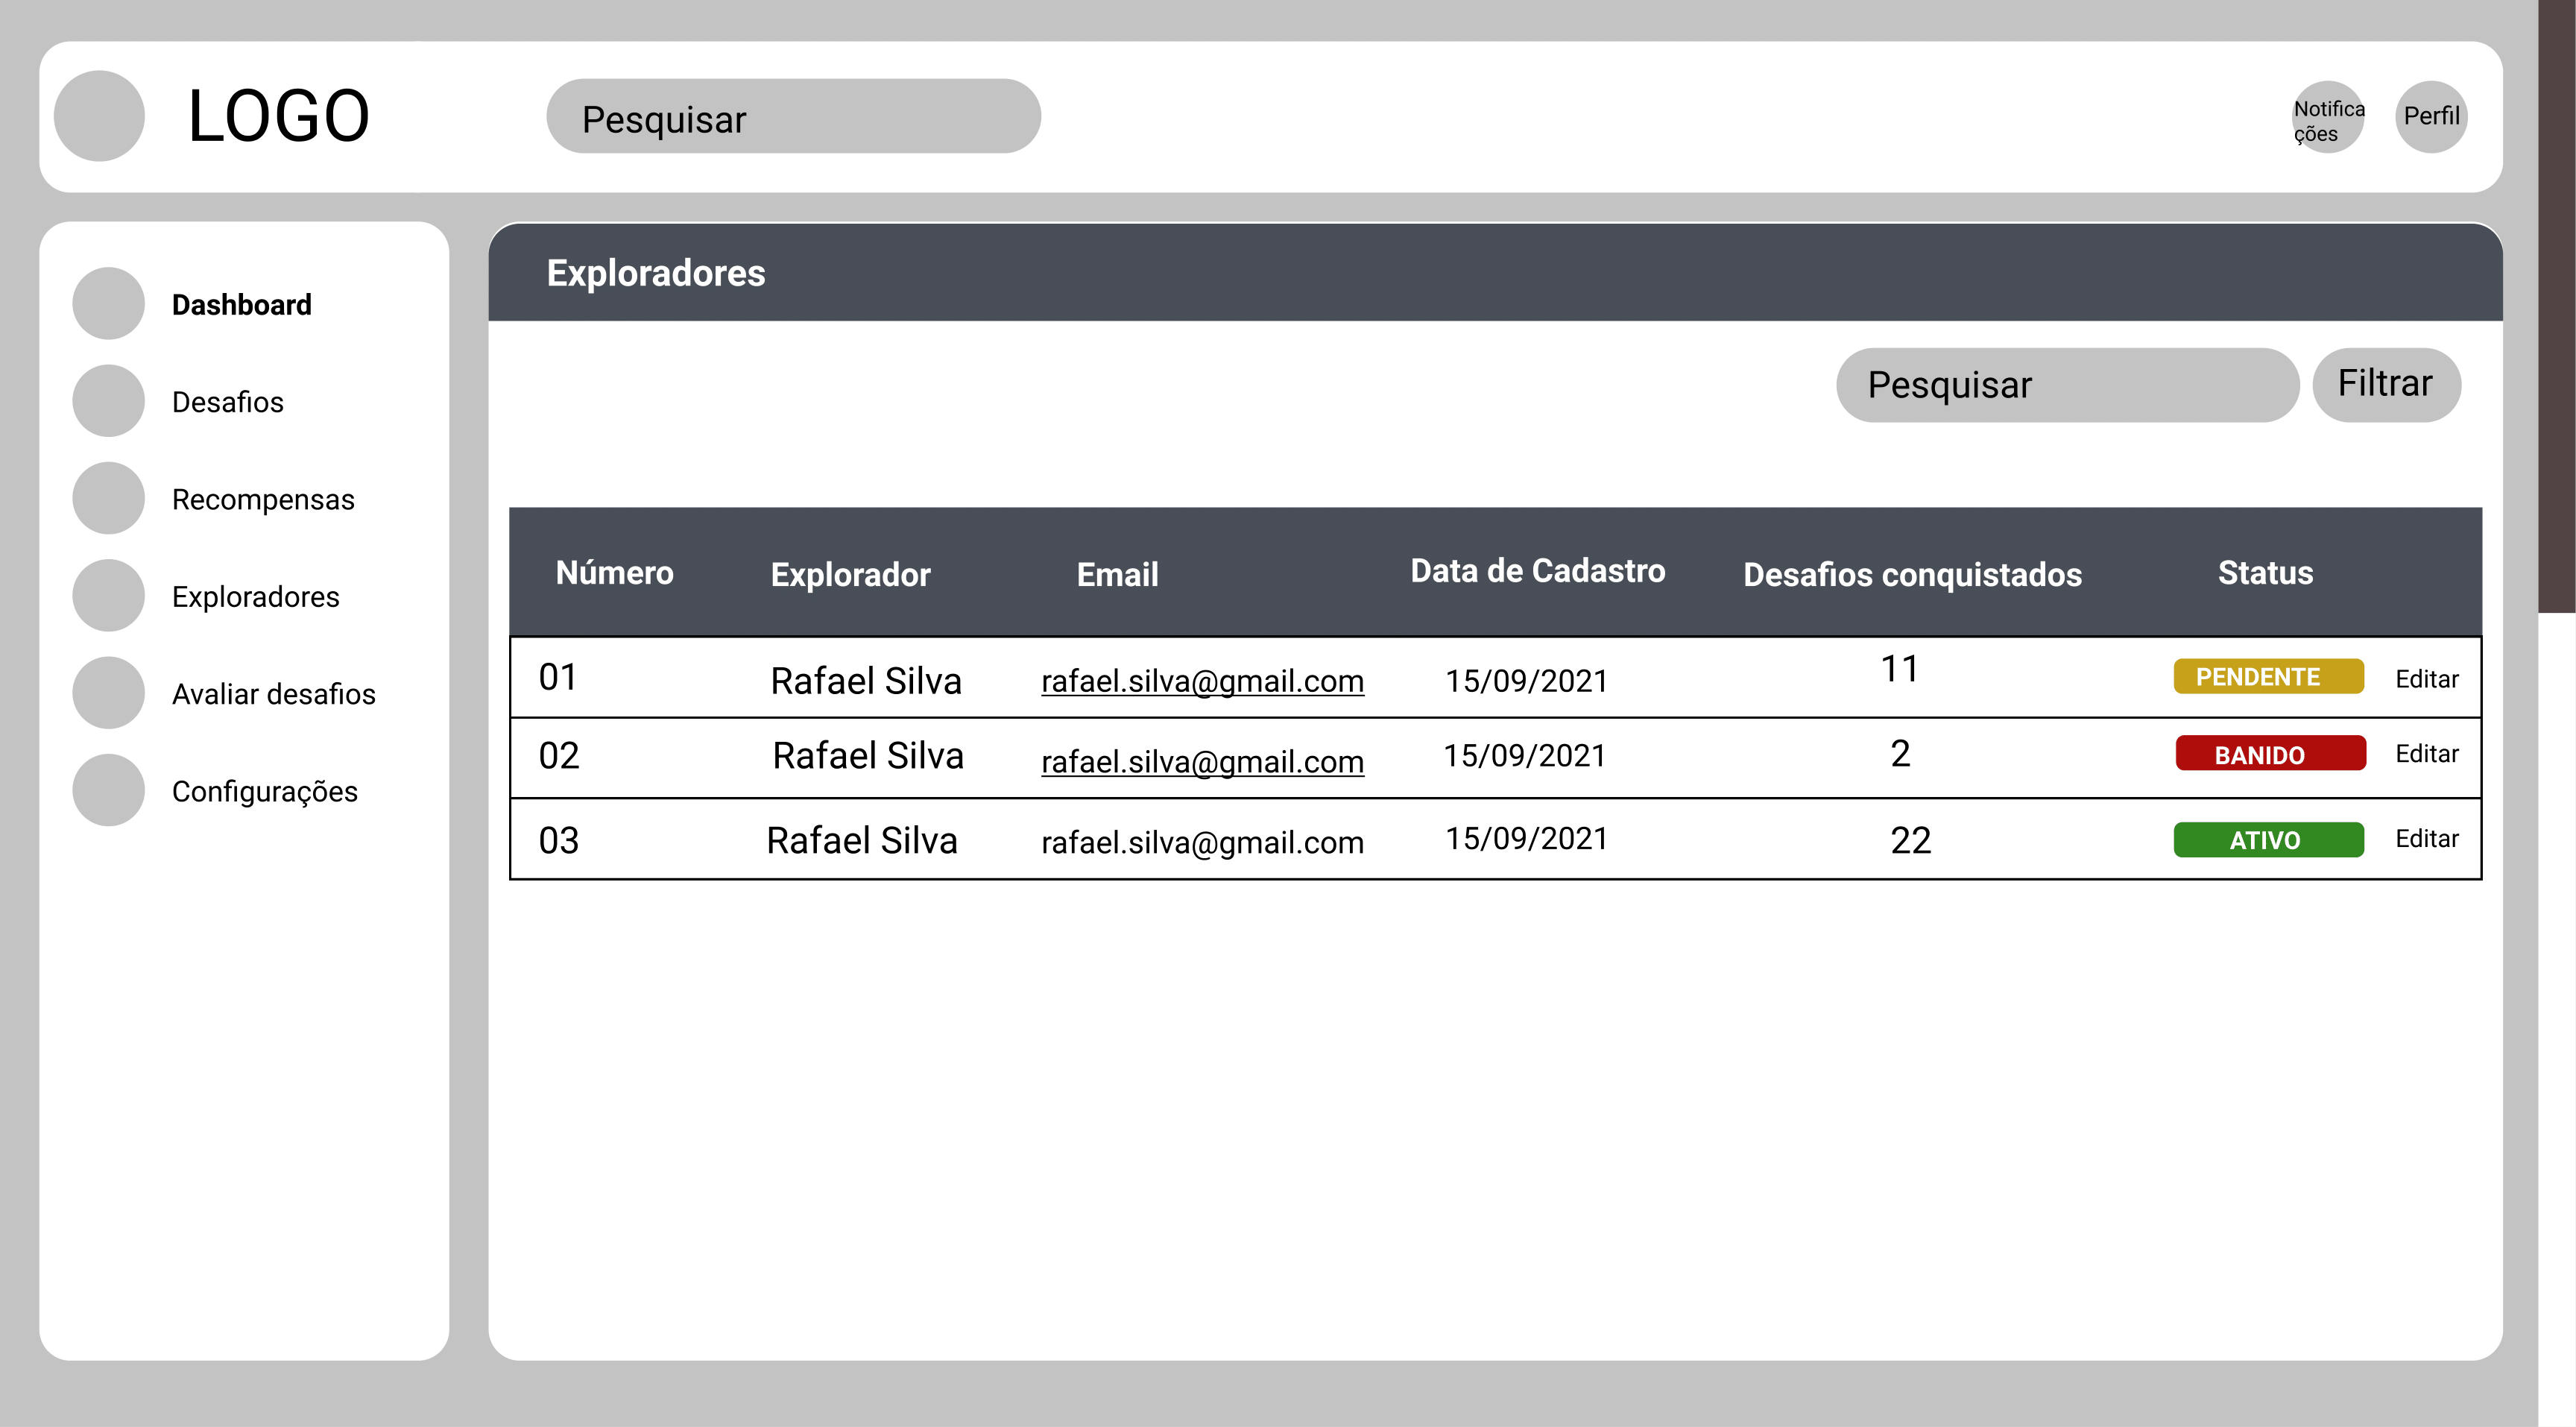 LOGO
Pesquisar
Notifica
ções
Perfil
Dashboard
Desafios
Recompensas
Exploradores
Avaliar desafios
Configurações
Exploradores
Pesquisar
Filtrar
Número Explorador Email Data de Cadastro Desafios conquistados Status
01 Rafael Silva rafael.silva@gmail.com 15/09/2021 11 PENDENTE Editar
02 Rafael Silva rafael.silva@gmail.com 15/09/2021 2 BANIDO Editar
03 Rafael Silva rafael.silva@gmail.com 15/09/2021 22 ATIVO Editar